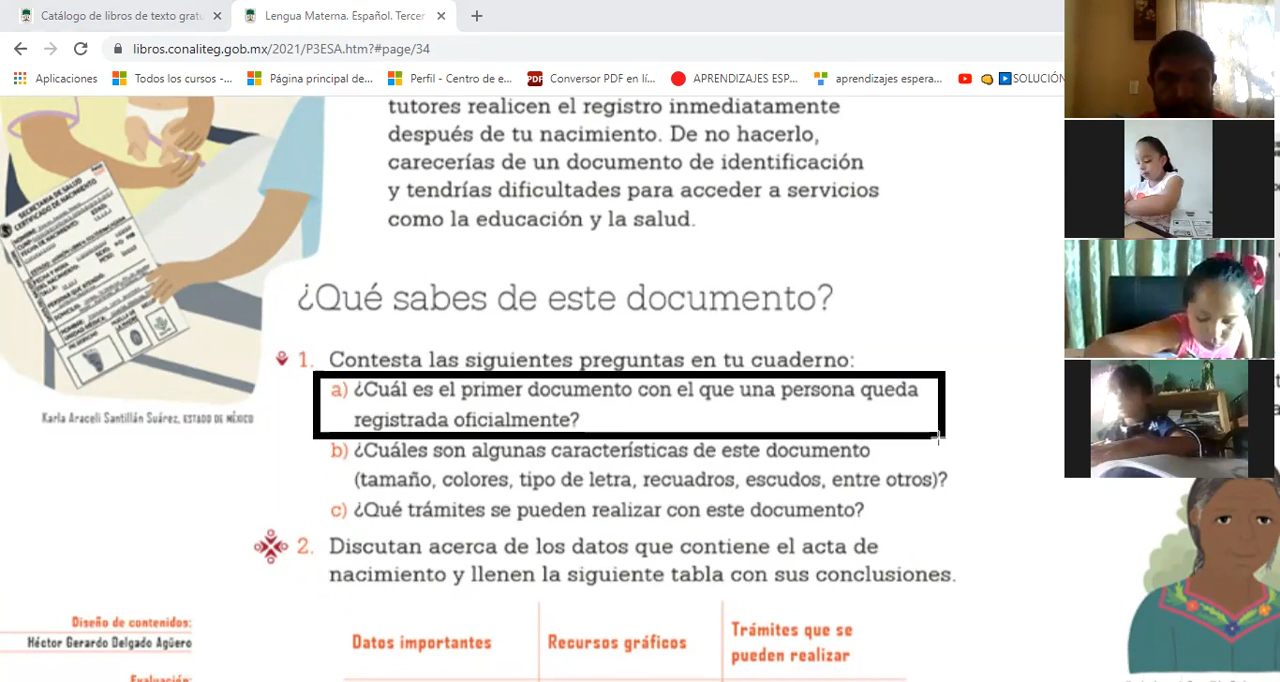 Catálogo de libros de texto gratu
Lengua Materna. Español. Tercer
libros.conaliteg.gob.mx/2021/P3ESA.htm?#page/34
Aplicaciones
Todos los cursos -...
Página principal de...
Perfil - Centro de e...
PDF
Conversor PDF en lí...
APRENDIZAJES ESP...
aprendizajes espera...
SOLUCIÓN
tutores realicen el registro inmediatamente
después de tu nacimiento. De no hacerlo,
carecerías de un documento de identificación
y tendrías dificultades para acceder a servicios
como la educación y la salud.
SECRETARIA DE SALUD
CERTIFICADO DE NACIMIENTO
¿Qué sabes de este documento?
1. Contesta las siguientes preguntas en tu cuaderno:
a) ¿Cuál es el primer documento con el que una persona queda
registrada oficialmente?
b) ¿Cuáles son algunas características de este documento
(tamaño, colores, tipo de letra, recuadros, escudos, entre otros)?
c) ¿Qué trámites se pueden realizar con este documento?
Karla Araceli Santillán Suárez, ESTADO DE MÉXICO
2. Discutan acerca de los datos que contiene el acta de
nacimiento y llenen la siguiente tabla con sus conclusiones.
Diseño de contenidos:
Héctor Gerardo Delgado Agüero
Evaluación:
Datos importantes
Recursos gráficos
Trámites que se
pueden realizar